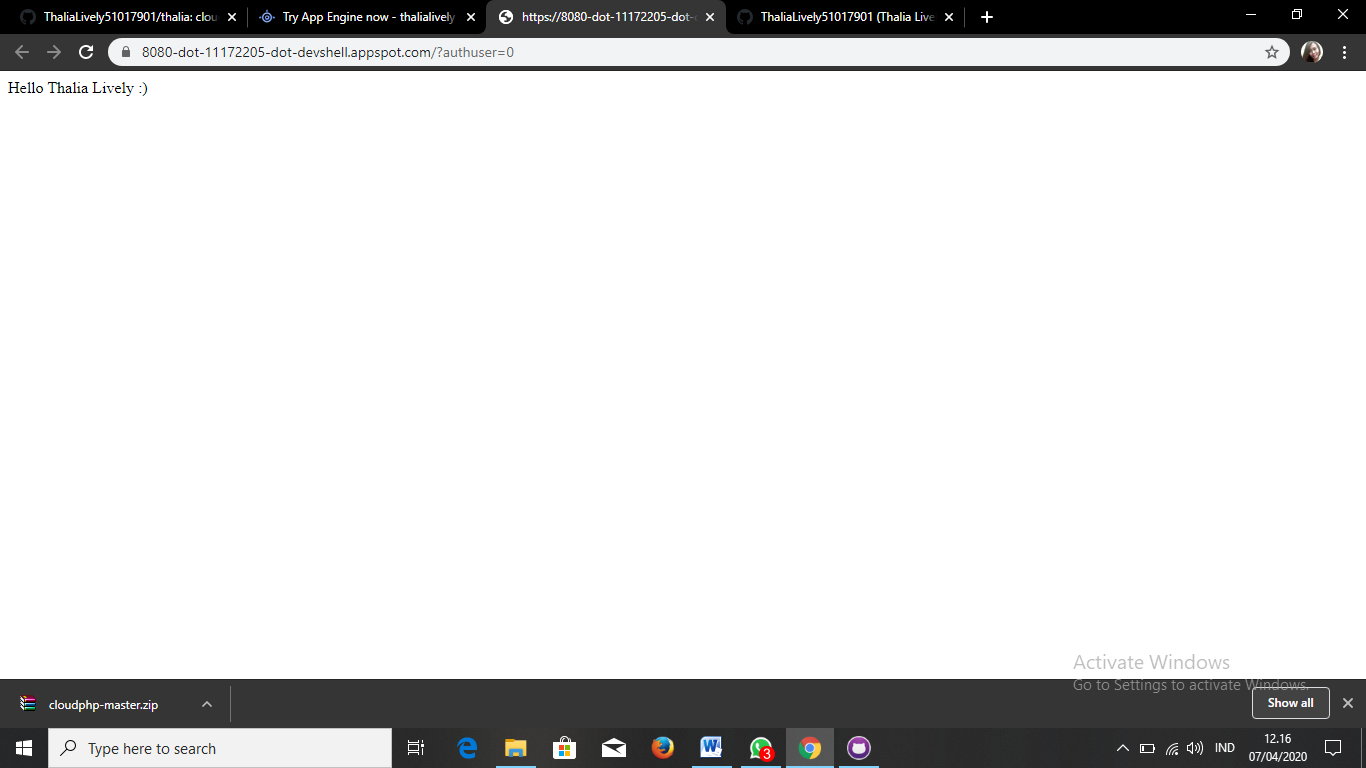 ThaliaLively51017901/thalia: clou
Try App Engine now - thalialively
https://8080-dot-11172205-dot-
ThaliaLively51017901 (Thalia Live
8080-dot-11172205-dot-devshell.appspot.com/?authuser=0
Hello Thalia Lively :)
Activate Windows
Go to Settings to activate Windows.
cloudphp-master.zip
Show all
Type here to search
W
3
IND
12.16
07/04/2020